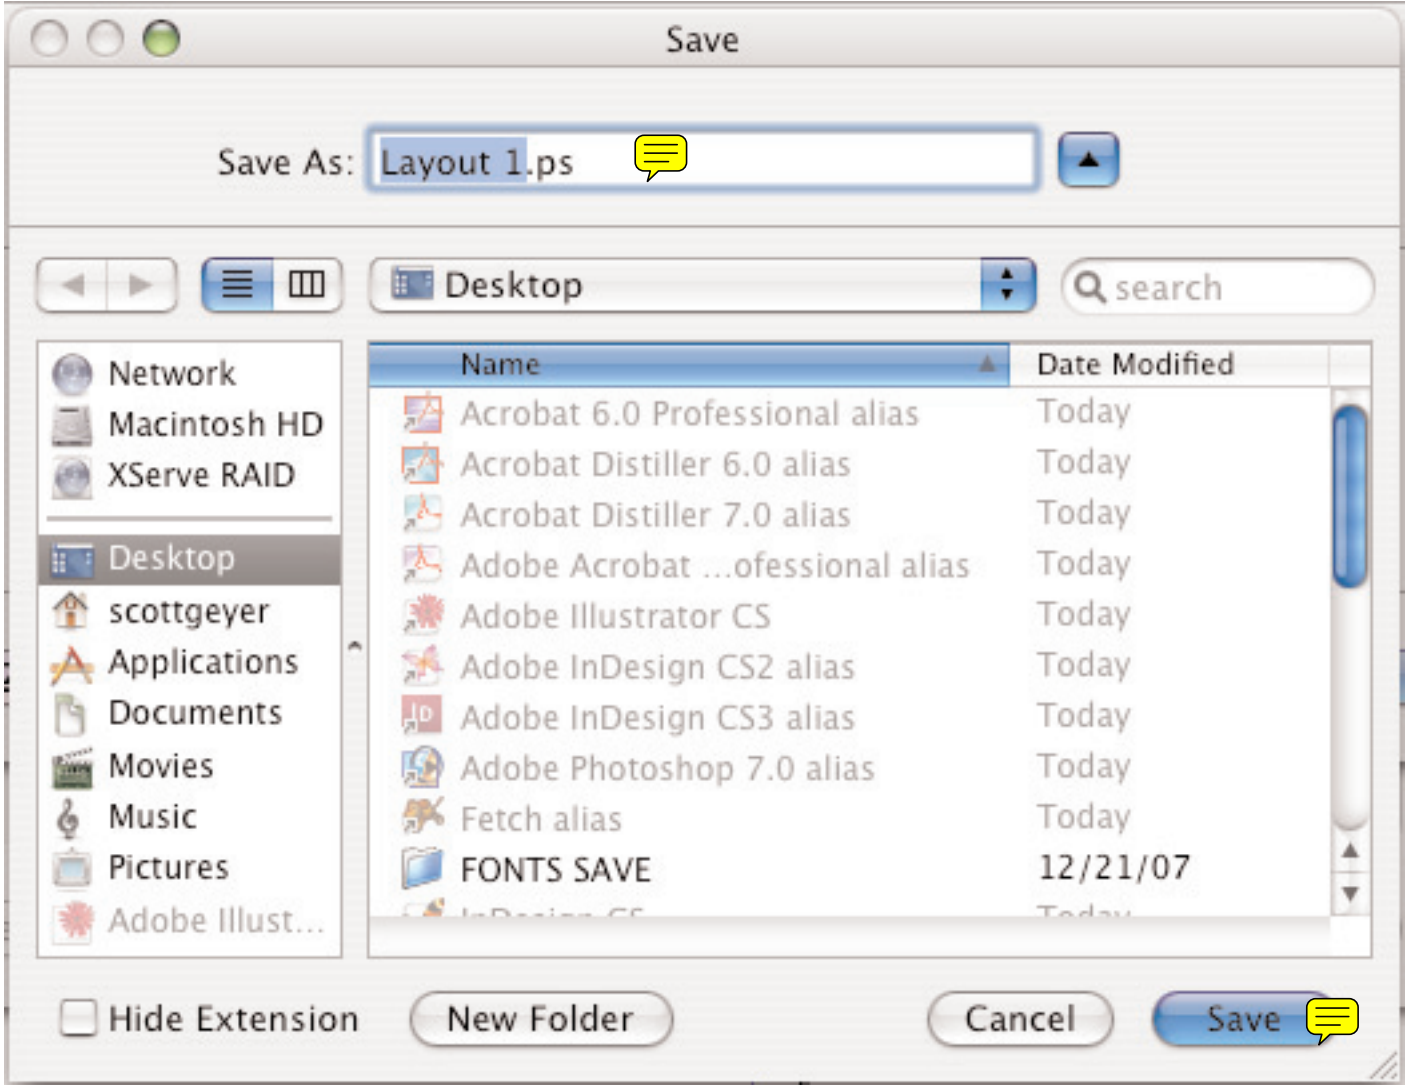 Save
Save As: Layout 1.ps
Desktop
search
Network
Macintosh HD
XServe RAID
Desktop
scottgeyer
Applications
Documents
Movies
Music
Pictures
Adobe Illust...
Name Date Modified
Acrobat 6.0 Professional alias Today
Acrobat Distiller 6.0 alias Today
Acrobat Distiller 7.0 alias Today
Adobe Acrobat ...ofessional alias Today
Adobe Illustrator CS Today
Adobe InDesign CS2 alias Today
Adobe InDesign CS3 alias Today
Adobe Photoshop 7.0 alias Today
Fetch alias Today
FONTS SAVE 12/21/07
InDesign CS Today
Hide Extension New Folder Cancel Save